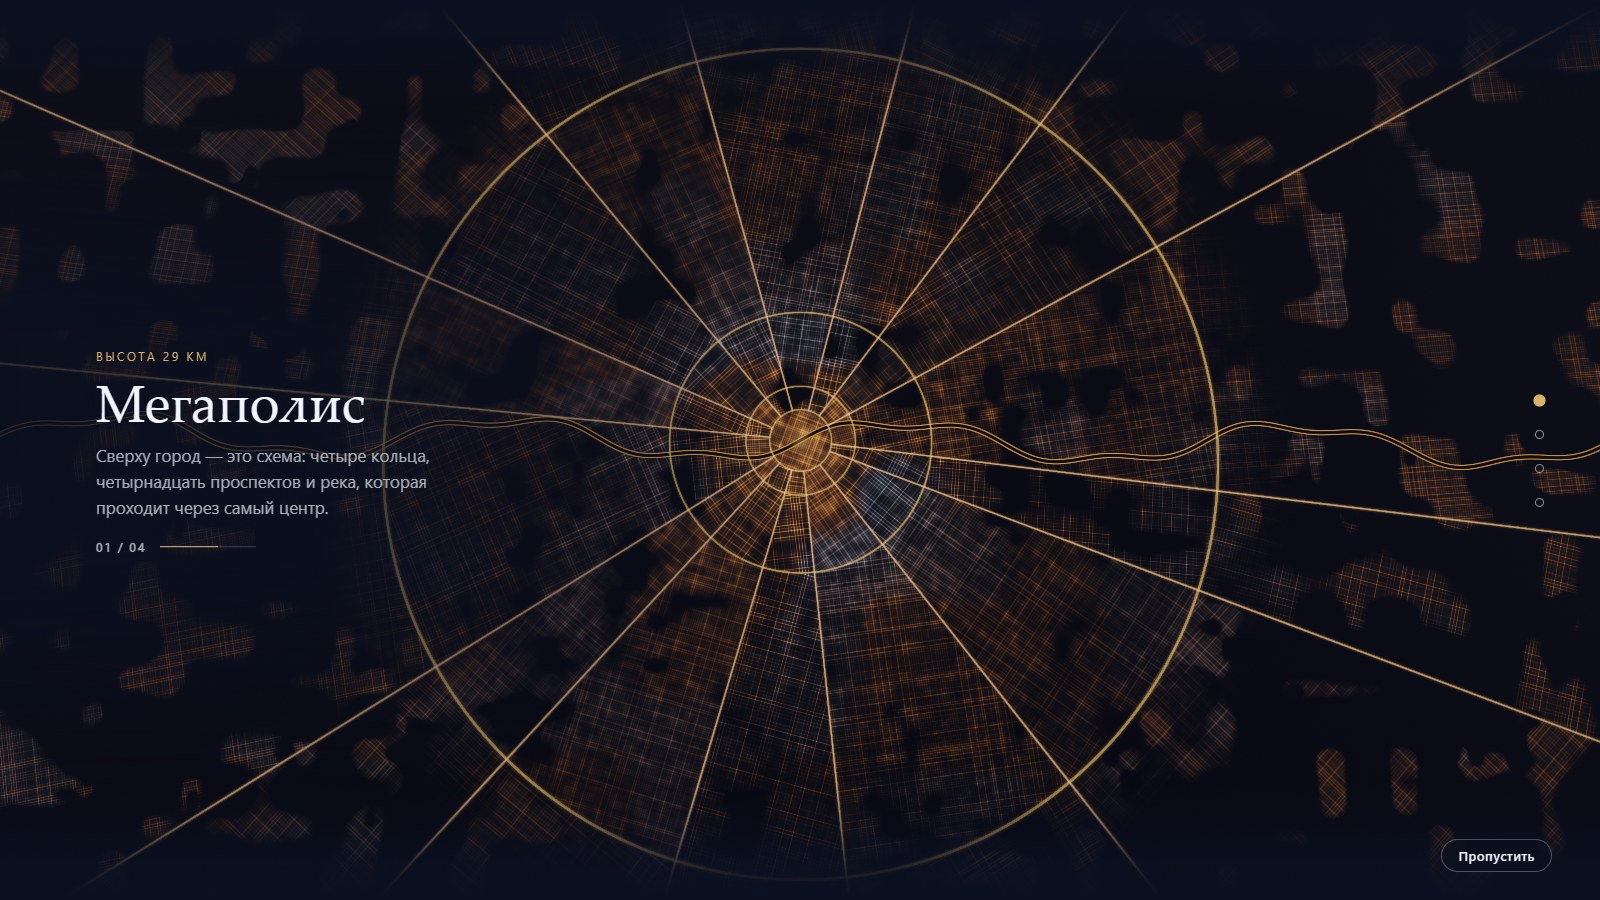 ВЫСОТА 29 КМ
Мегаполис
Сверху город — это схема: четыре кольца,
четырнадцать проспектов и река, которая
проходит через самый центр.
01 / 04
Пропустить